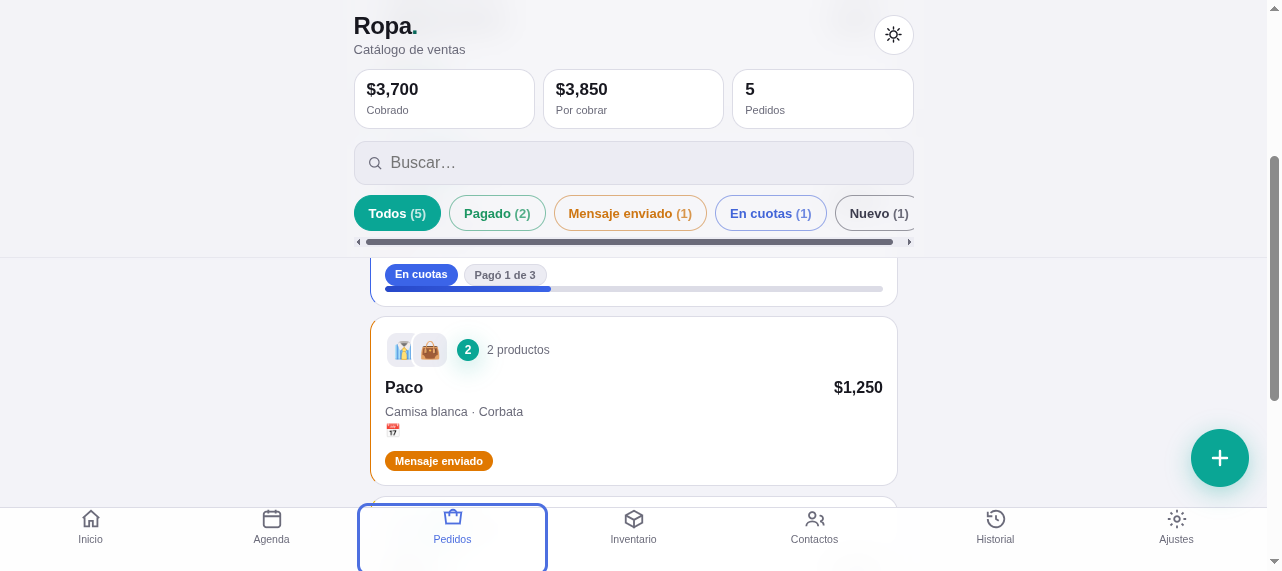 Ropa.
Catálogo de ventas
$3,700
Cobrado
$3,850
Por cobrar
5
Pedidos
Buscar…
Todos (5)
Pagado (2)
Mensaje enviado (1)
En cuotas (1)
Nuevo (1)
En cuotas
Pagó 1 de 3
2
2 productos
Paco
$1,250
Camisa blanca · Corbata
Mensaje enviado
Inicio
Agenda
Pedidos
Inventario
Contactos
Historial
Ajustes